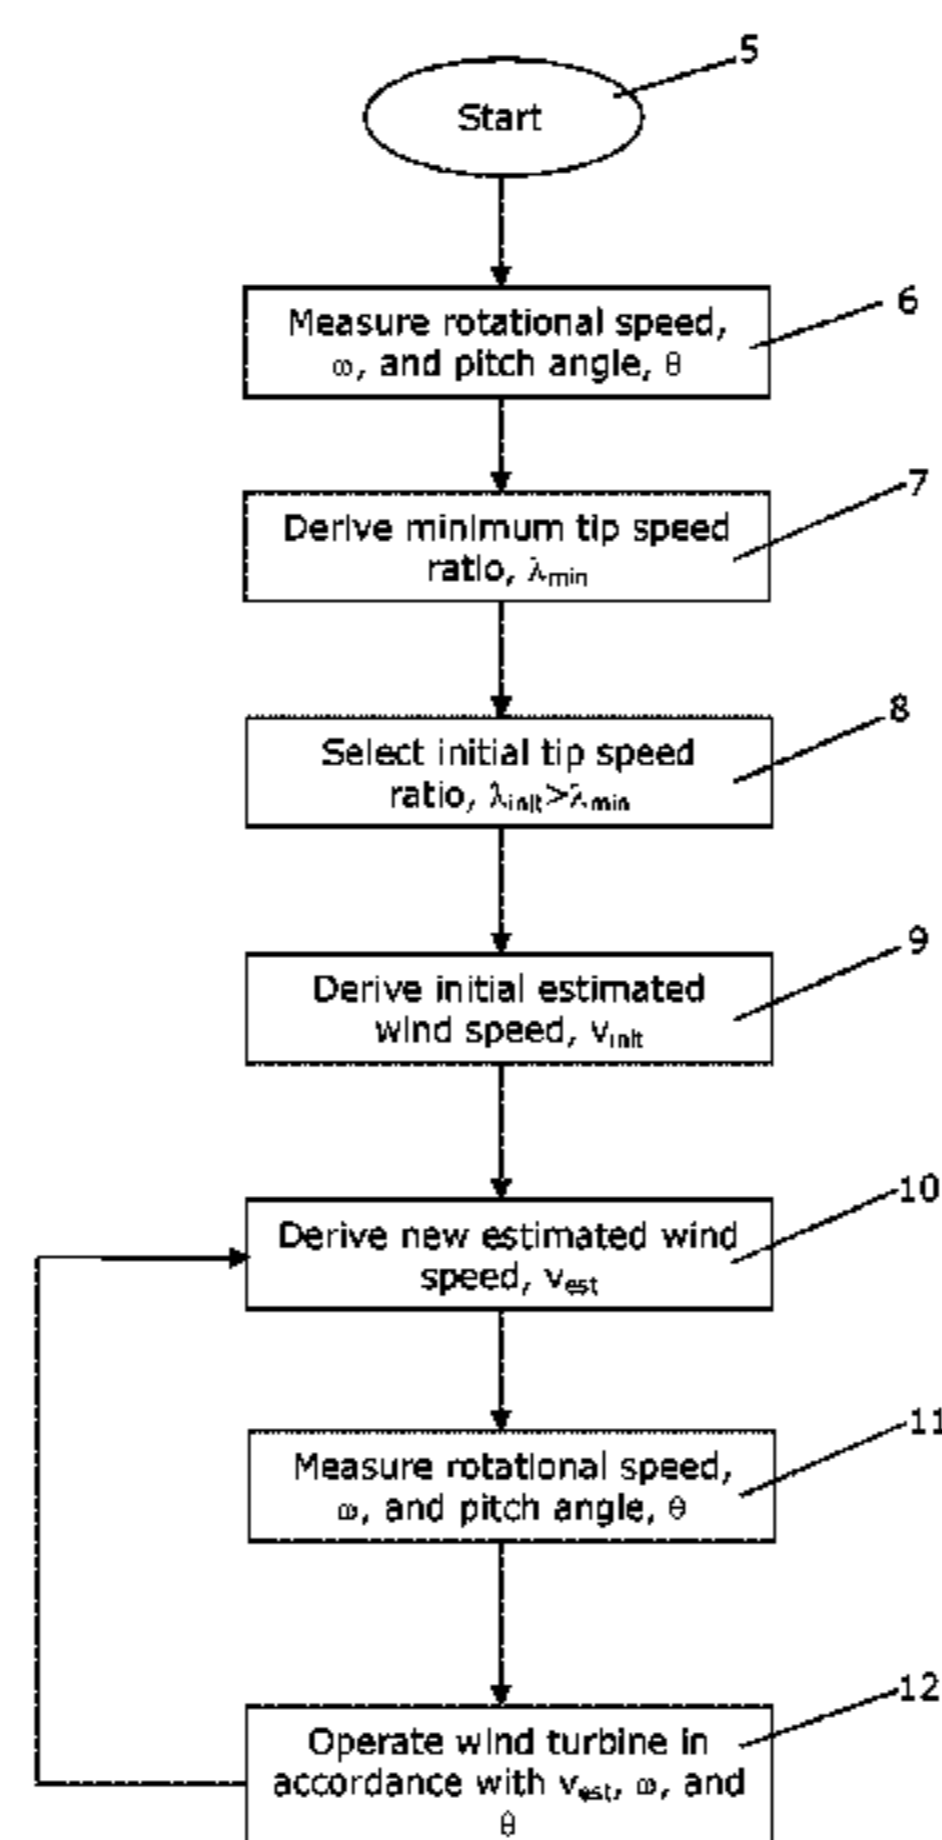 5
Start
6
Measure rotational speed,
ω, and pitch angle, θ
7
Derive minimum tip speed
ratio, λmin
8
Select initial tip speed
ratio, λinit>λmin
9
Derive initial estimated
wind speed, vinit
10
Derive new estimated wind
speed, vest
11
Measure rotational speed,
ω, and pitch angle, θ
12
Operate wind turbine in
accordance with vest, ω, and
θ